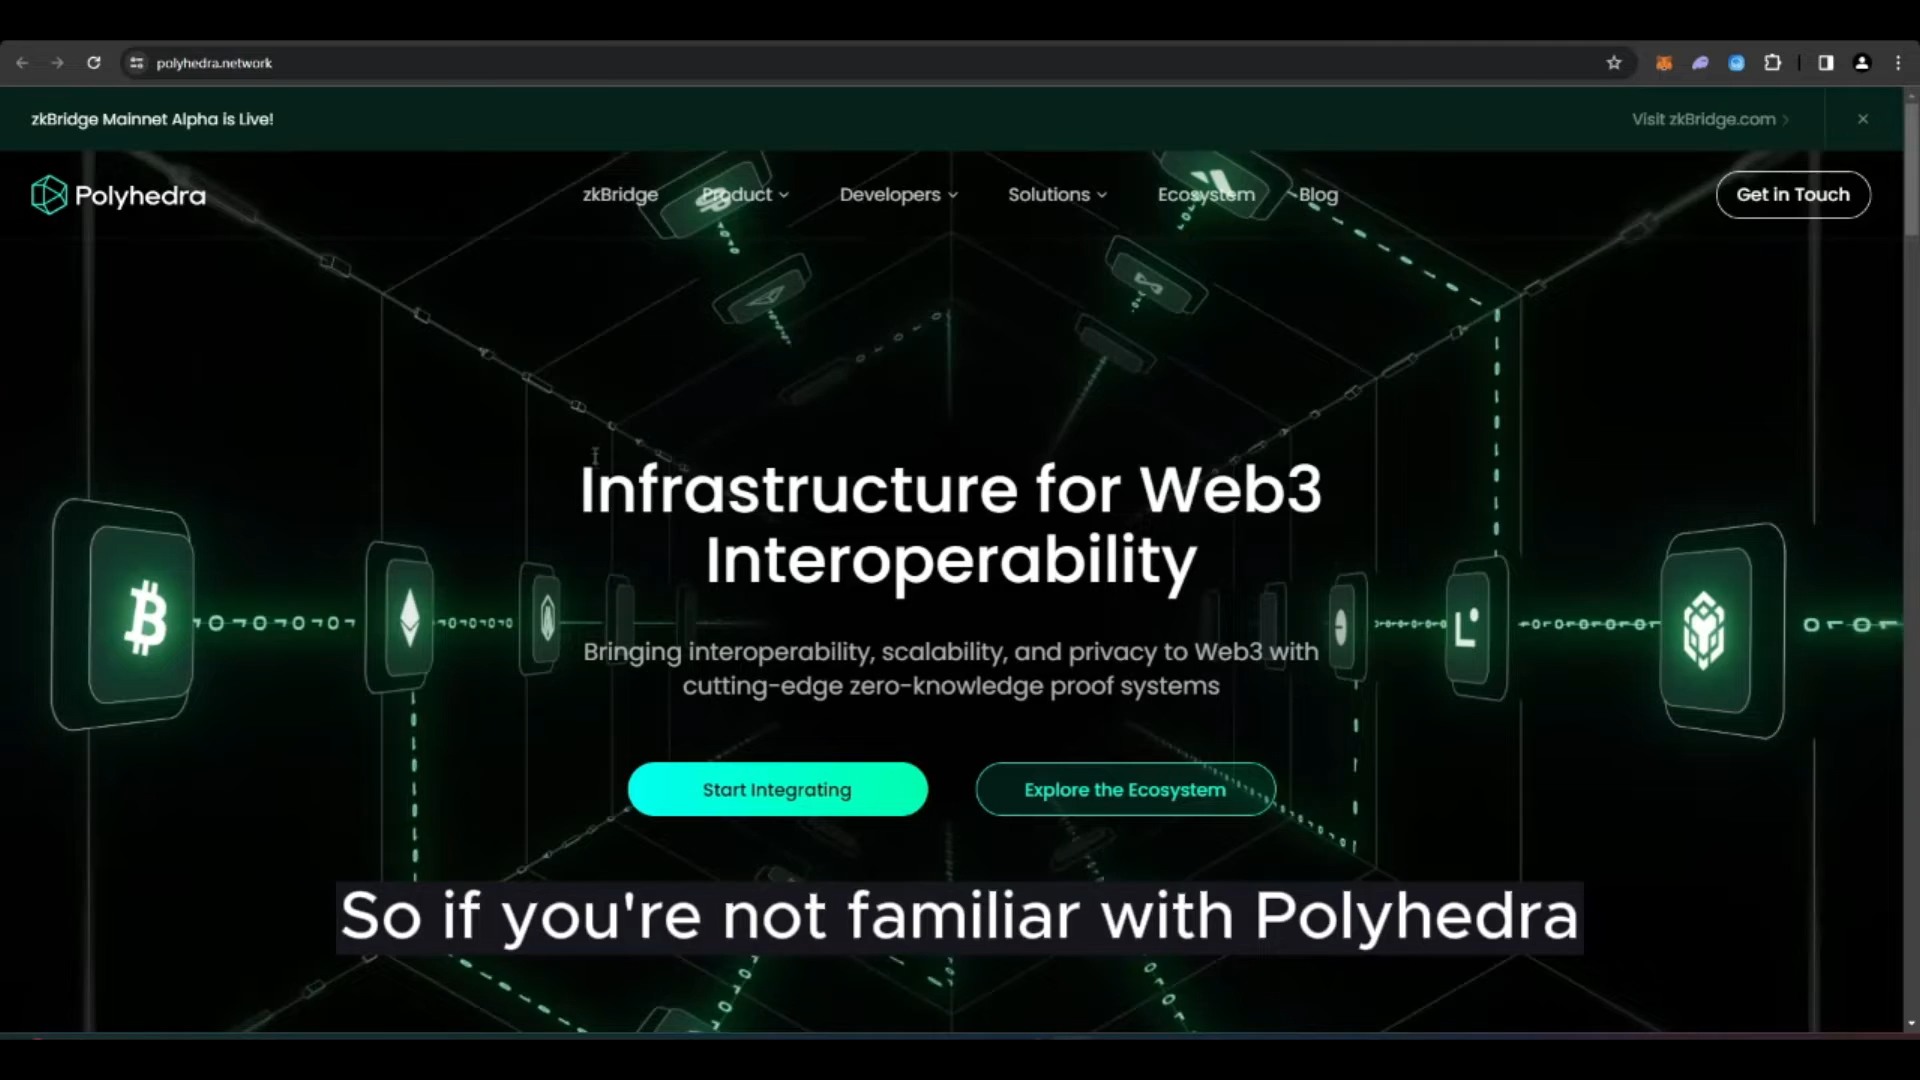 polyhedra.network
zkBridge Mainnet Alpha is Live!
Visit zkBridge.com
Polyhedra
zkBridge
Product
Developers
Solutions
Ecosystem
Blog
Get in Touch
Infrastructure for Web3
Interoperability
Bringing interoperability, scalability, and privacy to Web3 with
cutting-edge zero-knowledge proof systems
Start Integrating
Explore the Ecosystem
So if you're not familiar with Polyhedra